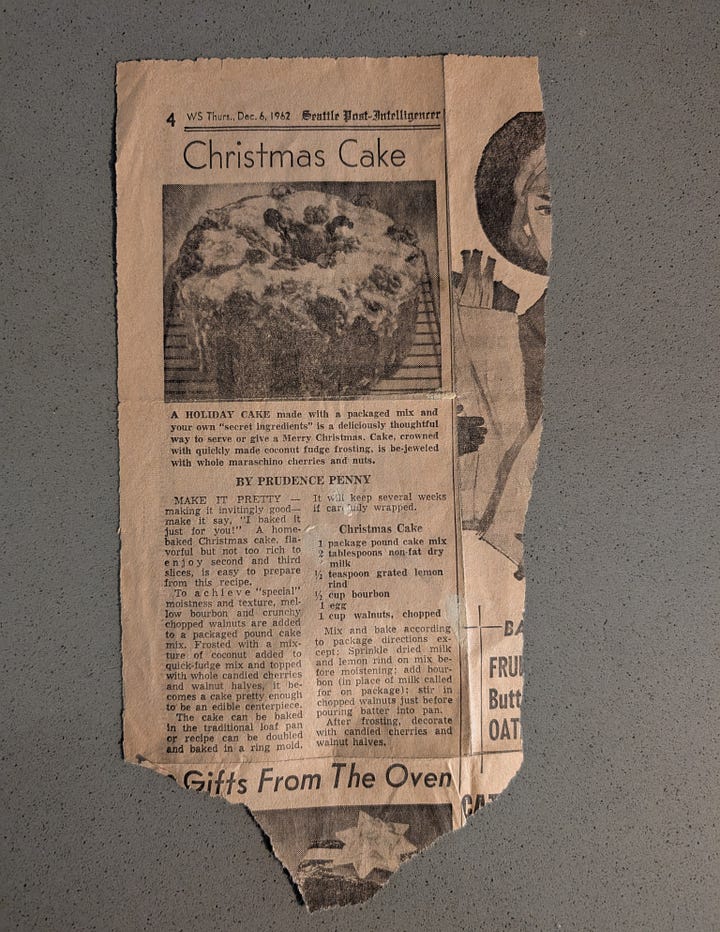 4 WS Thurs., Dec. 6, 1962 Seattle Post-Intelligencer
Christmas Cake
A HOLIDAY CAKE made with a packaged mix and
your own "secret ingredients" is a deliciously thoughtful
way to serve or give a Merry Christmas. Cake, crowned
with quickly made coconut fudge frosting, is be-jeweled
with whole maraschino cherries and nuts.
BY PRUDENCE PENNY
MAKE IT PRETTY —
making it invitingly good—
make it say, "I baked it
just for you!" A home-
baked Christmas cake, fla-
vorful but not too rich to
enjoy second and third
slices, is easy to prepare
from this recipe.
To achieve "special"
moistness and texture, mel-
low bourbon and crunchy
chopped walnuts are added
to a packaged pound cake
mix. Frosted with a mix-
ture of coconut added to
quick-fudge mix and topped
with whole candied cherries
and walnut halves, it be-
comes a cake pretty enough
to be an edible centerpiece.
The cake can be baked
in the traditional loaf pan
or recipe can be doubled
and baked in a ring mold.
It will keep several weeks
if carefully wrapped.
Christmas Cake
1 package pound cake mix
2 tablespoons non-fat dry
milk
½ teaspoon grated lemon
rind
½ cup bourbon
1 egg
1 cup walnuts, chopped
Mix and bake according
to package directions ex-
cept: Sprinkle dried milk
and lemon rind on mix be-
fore moistening; add bour-
bon (in place of milk called
for on package); stir in
chopped walnuts just before
pouring batter into pan.
After frosting, decorate
with candied cherries and
walnut halves.
Gifts From The Oven
BA
FRUI
Butt
OAT
CAT